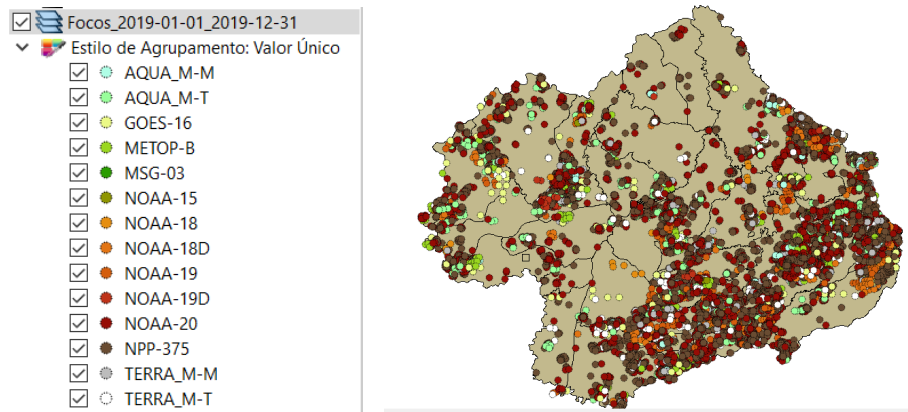 Focos_2019-01-01_2019-12-31
Estilo de Agrupamento: Valor Único
AQUA_M-M
AQUA_M-T
GOES-16
METOP-B
MSG-03
NOAA-15
NOAA-18
NOAA-18D
NOAA-19
NOAA-19D
NOAA-20
NPP-375
TERRA_M-M
TERRA_M-T